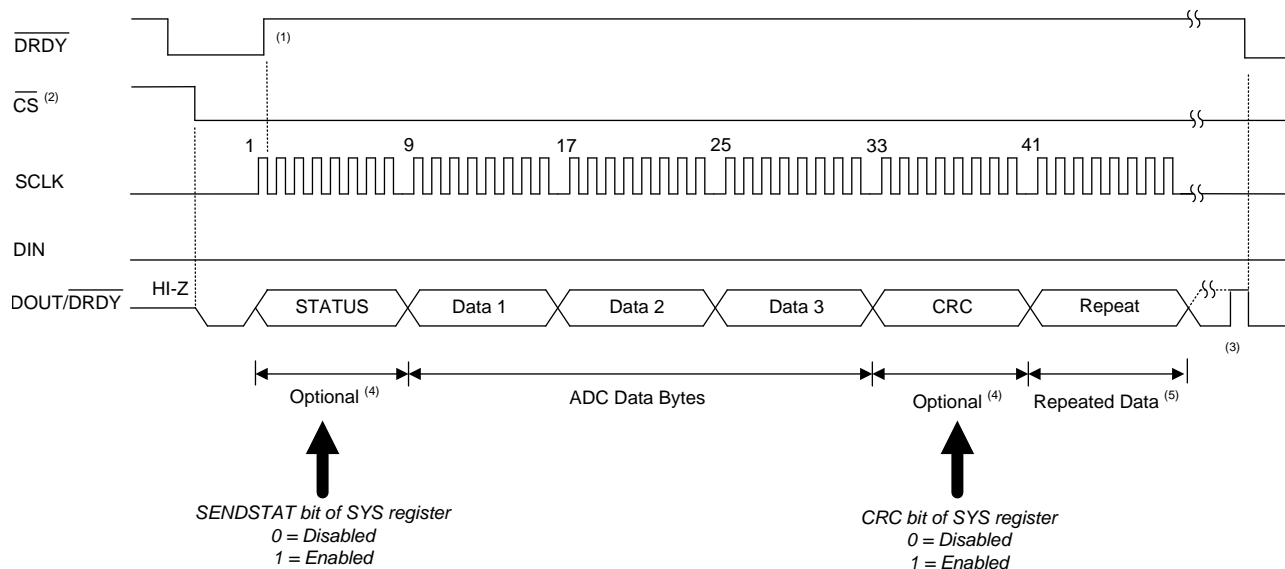 DRDY
(1)
CS (2)
1 9 17 25 33 41
SCLK
DIN
HI-Z
DOUT/DRDY
STATUS Data 1 Data 2 Data 3 CRC Repeat
(3)
Optional (4) ADC Data Bytes Optional (4) Repeated Data (5)
SENDSTAT bit of SYS register
0 = Disabled
1 = Enabled
CRC bit of SYS register
0 = Disabled
1 = Enabled